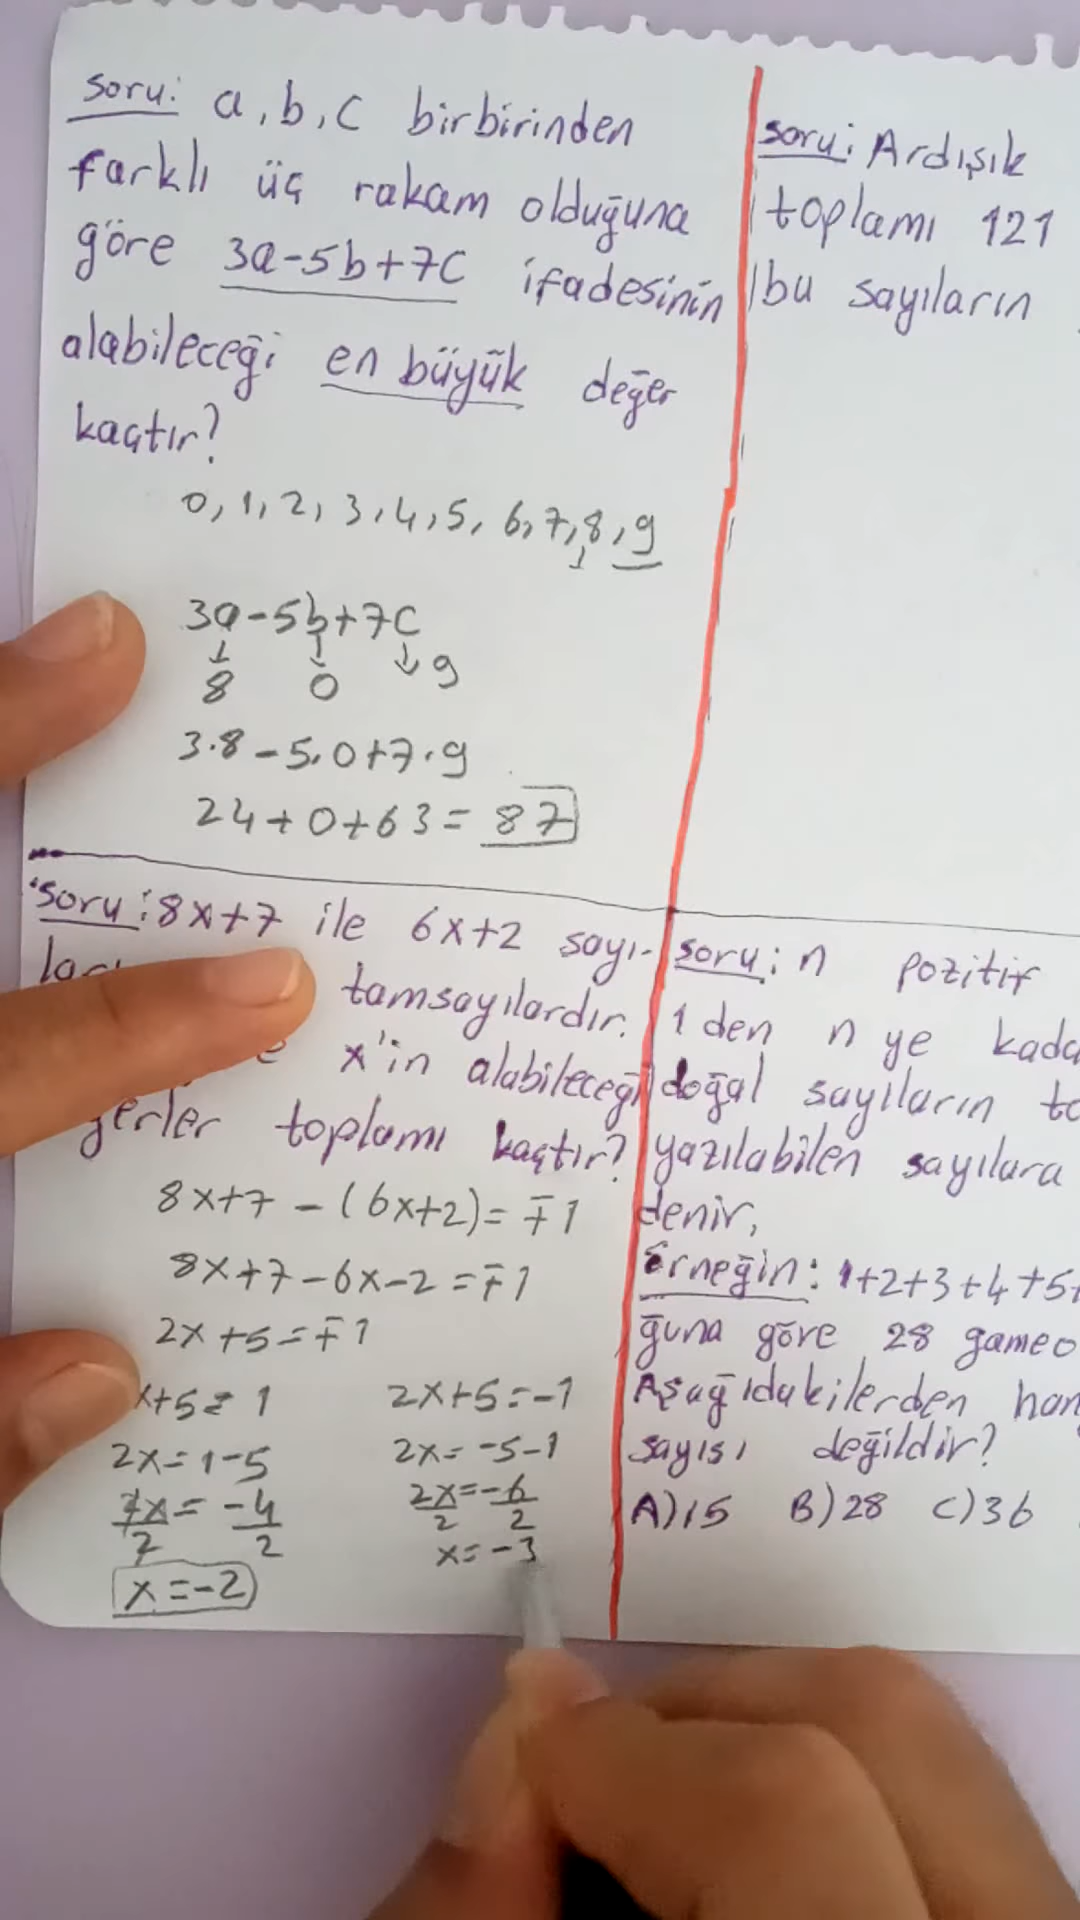 Soru: a, b, c birbirinden
farklı üç rakam olduğuna
göre 3a-5b+7c ifadesinin
alabileceği en büyük değer
kaçtır?
0, 1, 2, 3, 4, 5, 6, 7, 8, 9
3a-5b+7c
8 0 9
3.8-5.0+7.9
24+0+63=87
Soru: Ardışık
toplamı 121
bu sayıların
Soru: 8x+7 ile 6x+2 sayı-
tamsayılardır.
x'in alabileceği
toplamı kaçtır?
8x+7-(6x+2)=∓1
8x+7-6x-2=∓1
2x+5=∓1
x+5=1
2x=1-5
2x/2=-4/2
x=-2
2x+5=-1
2x=-5-1
2x/2=-6/2
x=-3
Soru: n pozitif
1 den n ye
doğal sayıların
yazılabilen sayılara
denir,
Örneğin: 1+2+3+4+5+
ğuna göre 28
Aşağıdakilerden
sayısı değildir?
A)15 B)28 C)36